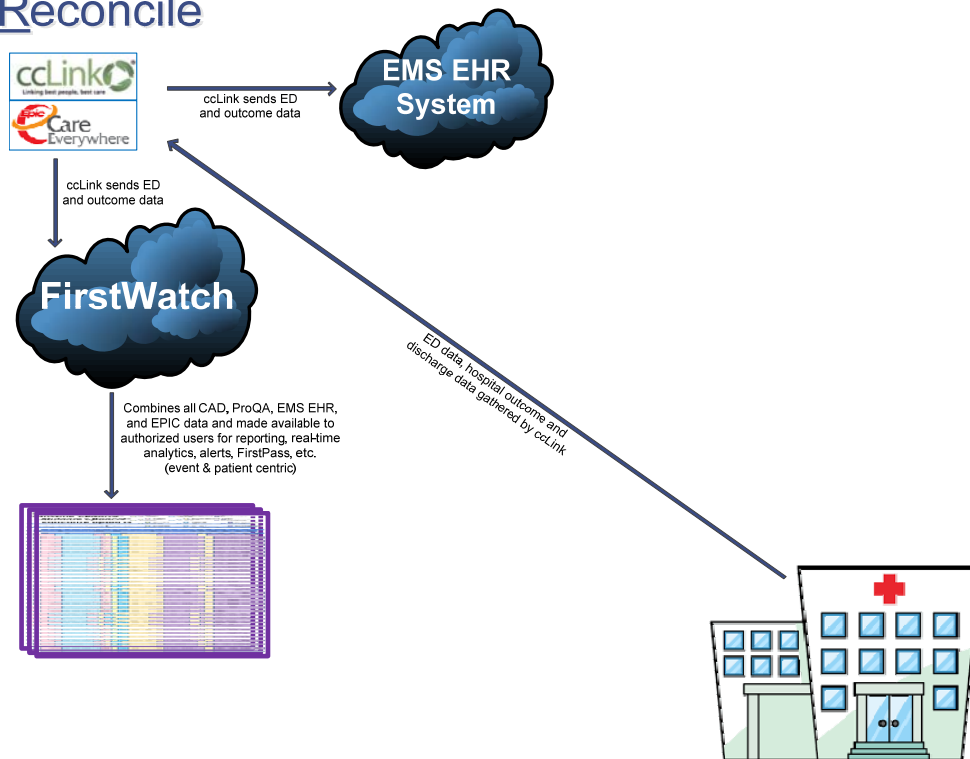 Reconcile
ccLink
Linking best people, best care
EPIC
Care
Everywhere
ccLink sends ED
and outcome data
EMS EHR
System
ccLink sends ED
and outcome data
FirstWatch
ED data, hospital outcome and
discharge data gathered by ccLink
Combines all CAD, ProQA, EMS EHR,
and EPIC data and made available to
authorized users for reporting, real-time
analytics, alerts, FirstPass, etc.
(event & patient centric)